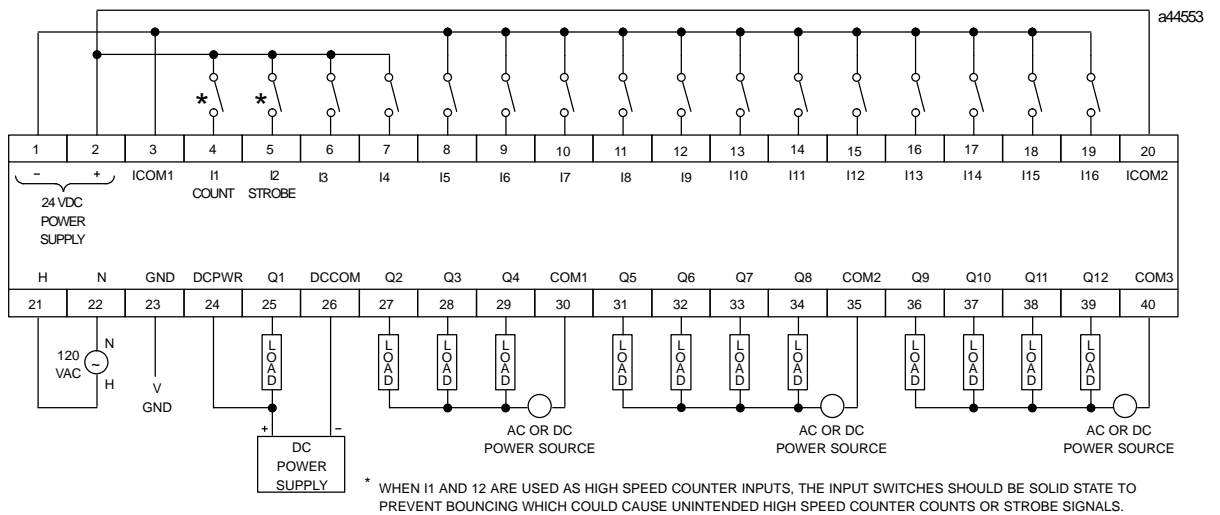 a44553
* *
1 2 3 4 5 6 7 8 9 10 11 12 13 14 15 16 17 18 19 20
– + ICOM1 I1 I2 I3 I4 I5 I6 I7 I8 I9 I10 I11 I12 I13 I14 I15 I16 ICOM2
COUNT STROBE
24 VDC
POWER
SUPPLY
H N GND DCPWR Q1 DCCOM Q2 Q3 Q4 COM1 Q5 Q6 Q7 Q8 COM2 Q9 Q10 Q11 Q12 COM3
21 22 23 24 25 26 27 28 29 30 31 32 33 34 35 36 37 38 39 40
LOAD LOAD LOAD LOAD LOAD LOAD LOAD LOAD LOAD LOAD LOAD LOAD
120
VAC
N
~
H
V
GND
+ –
DC
POWER
SUPPLY
AC OR DC
POWER SOURCE
AC OR DC
POWER SOURCE
AC OR DC
POWER SOURCE
* WHEN I1 AND 12 ARE USED AS HIGH SPEED COUNTER INPUTS, THE INPUT SWITCHES SHOULD BE SOLID STATE TO
PREVENT BOUNCING WHICH COULD CAUSE UNINTENDED HIGH SPEED COUNTER COUNTS OR STROBE SIGNALS.